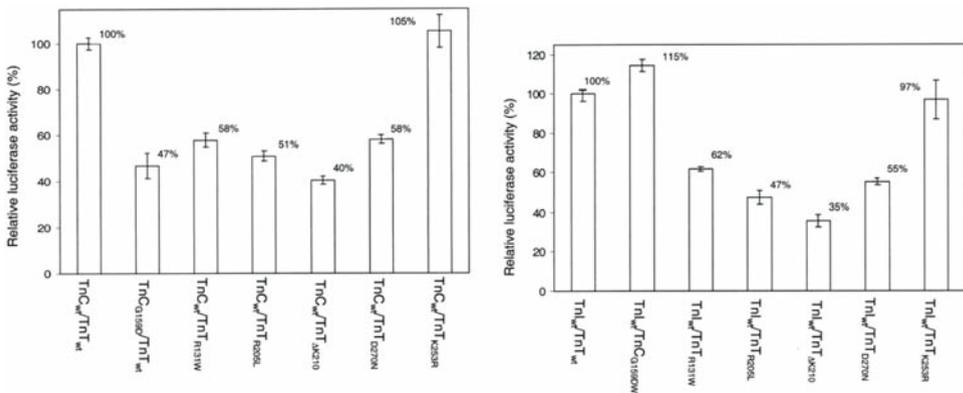 Relative luciferase activity (%)
100
80
60
40
20
0
100%
47%
58%
51%
40%
58%
105%
TnCwt/TnTwt
TnCG159D/TnTwt
TnCwt/TnTR131W
TnCwt/TnTR205L
TnCwt/TnTΔK210
TnCwt/TnTD270N
TnCwt/TnTK253R
Relative luciferase activity (%)
120
100
80
60
40
20
0
100%
115%
62%
47%
35%
55%
97%
TnIwt/TnTwt
TnIwt/TnCG159DW
TnIwt/TnTR131W
TnIwt/TnTR205L
TnIwt/TnTΔK210
TnIwt/TnTD270N
TnIwt/TnTK253R